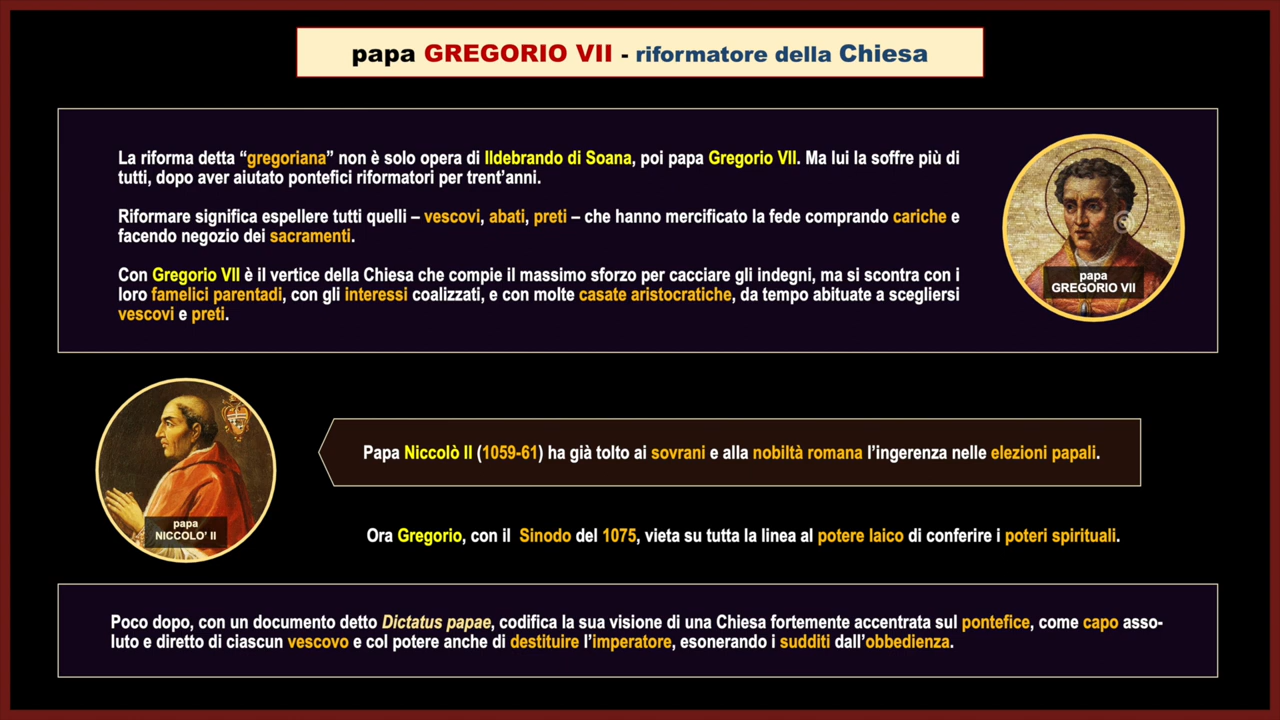 papa GREGORIO VII - riformatore della Chiesa
La riforma detta “gregoriana” non è solo opera di Ildebrando di Soana, poi papa Gregorio VII. Ma lui la soffre più di
tutti, dopo aver aiutato pontefici riformatori per trent’anni.
Riformare significa espellere tutti quelli – vescovi, abati, preti – che hanno mercificato la fede comprando cariche e
facendo negozio dei sacramenti.
Con Gregorio VII è il vertice della Chiesa che compie il massimo sforzo per cacciare gli indegni, ma si scontra con i
loro famelici parentadi, con gli interessi coalizzati, e con molte casate aristocratiche, da tempo abituate a scegliersi
vescovi e preti.
papa
GREGORIO VII
papa
NICCOLO’ II
Papa Niccolò II (1059-61) ha già tolto ai sovrani e alla nobiltà romana l’ingerenza nelle elezioni papali.
Ora Gregorio, con il Sinodo del 1075, vieta su tutta la linea al potere laico di conferire i poteri spirituali.
Poco dopo, con un documento detto Dictatus papae, codifica la sua visione di una Chiesa fortemente accentrata sul pontefice, come capo asso-
luto e diretto di ciascun vescovo e col potere anche di destituire l’imperatore, esonerando i sudditi dall’obbedienza.